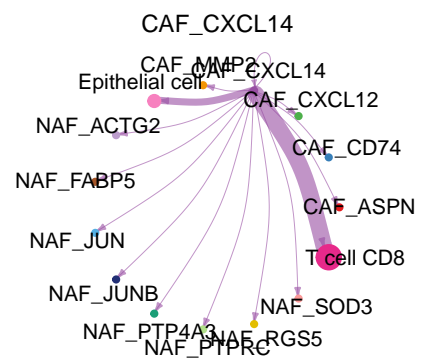 CAF_CXCL14
CAF_MMP2
CAF_CXCL14
Epithelial cell
CAF_CXCL12
NAF_ACTG2
CAF_CD74
NAF_FABP5
CAF_ASPN
NAF_JUN
T cell CD8
NAF_JUNB
NAF_SOD3
NAF_PTP4A3
NAF_RGS5
NAF_PTPRC